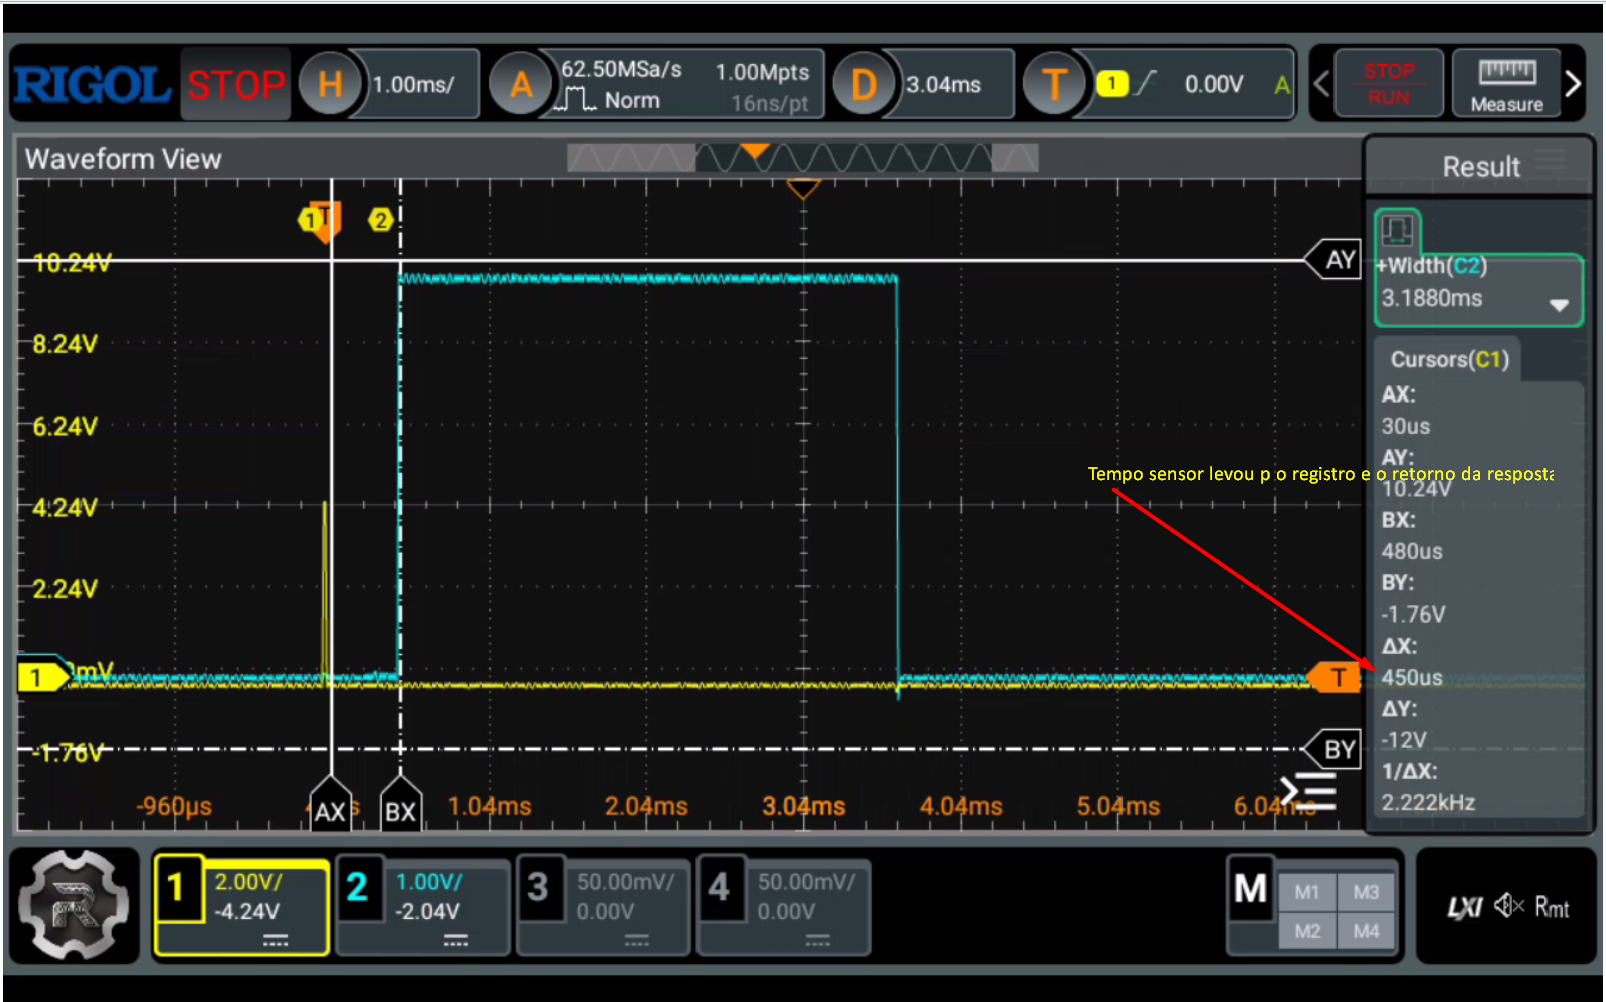 RIGOL STOP H 1.00ms/ A 62.50MSa/s 1.00Mpts D 3.04ms T 1 0.00V A STOP
Norm 16ns/pt RUN Measure
Waveform View
Result
1 T 2
10.24V
AY
+Width(C2)
3.1880ms
8.24V
Cursors(C1)
AX:
6.24V
30us
AY:
Tempo sensor levou p o registro e o retorno da resposta
10.24V
4.24V
BX:
480us
2.24V
BY:
-1.76V
ΔX:
1 mV
T
450us
ΔY:
-1.76V
BY
-12V
1/ΔX:
-960µs AX BX 1.04ms 2.04ms 3.04ms 4.04ms 5.04ms 6.04ms
2.222kHz
1 2.00V/ 2 1.00V/ 3 50.00mV/ 4 50.00mV/ M M1 M3
-4.24V -2.04V 0.00V 0.00V M2 M4
R LXI Rmt